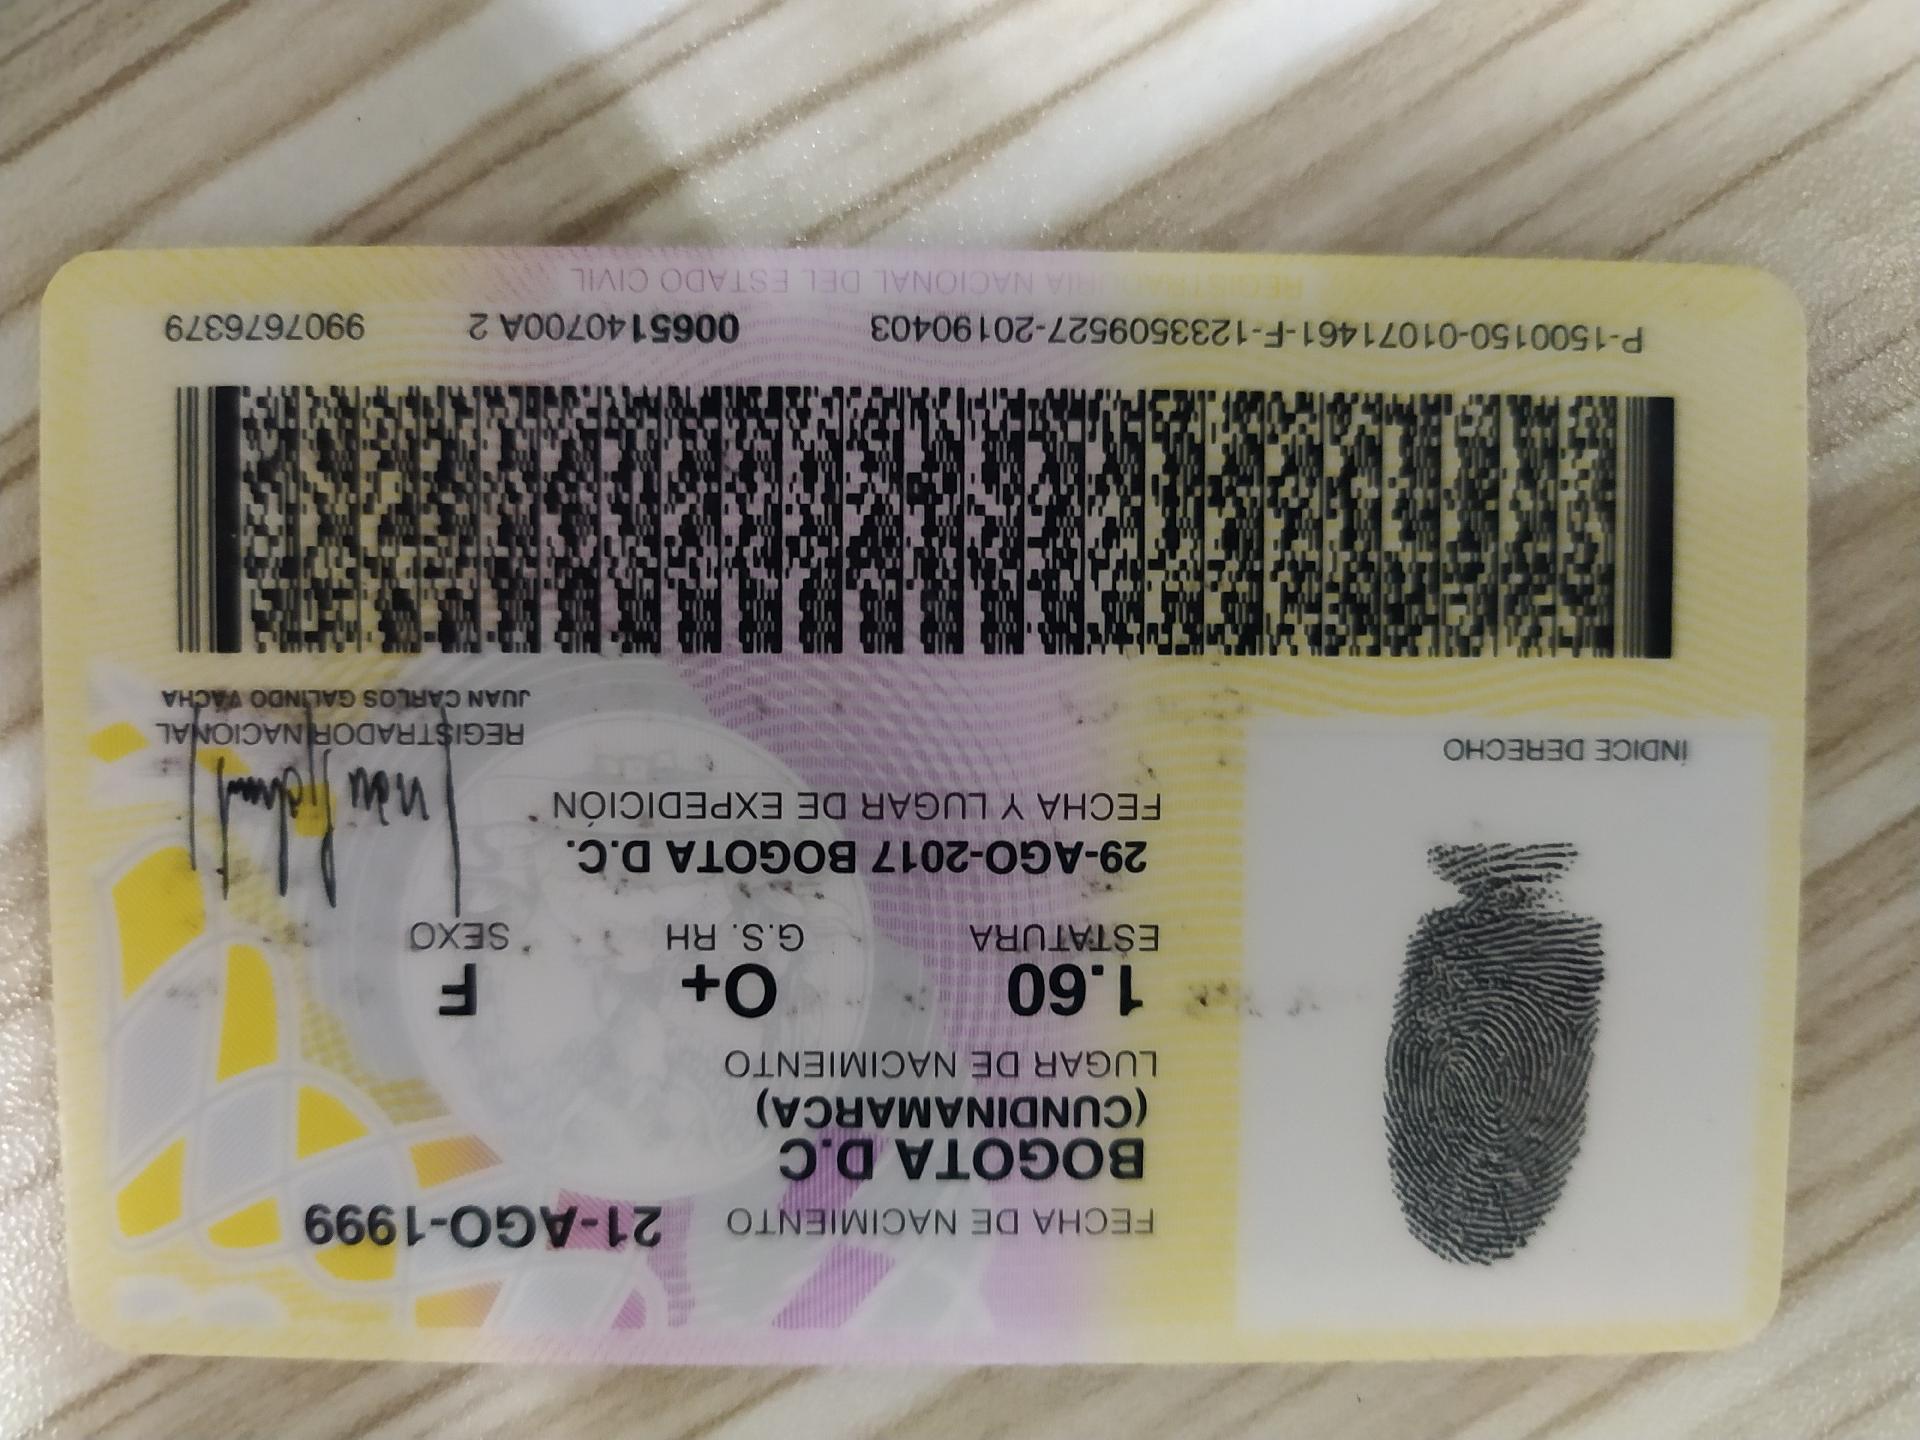 FECHA DE NACIMIENTO 21-AGO-1999
BOGOTA D.C
(CUNDINAMARCA)
LUGAR DE NACIMIENTO
1.60 O+ F
ESTATURA G.S. RH SEXO
29-AGO-2017 BOGOTA D.C.
FECHA Y LUGAR DE EXPEDICIÓN
ÍNDICE DERECHO
REGISTRADOR NACIONAL
JUAN CARLOS GALINDO VACHA
P-1500150-01071461-F-1233509527-20190403 0065140700A 2 9907676379
REGISTRADURIA NACIONAL DEL ESTADO CIVIL